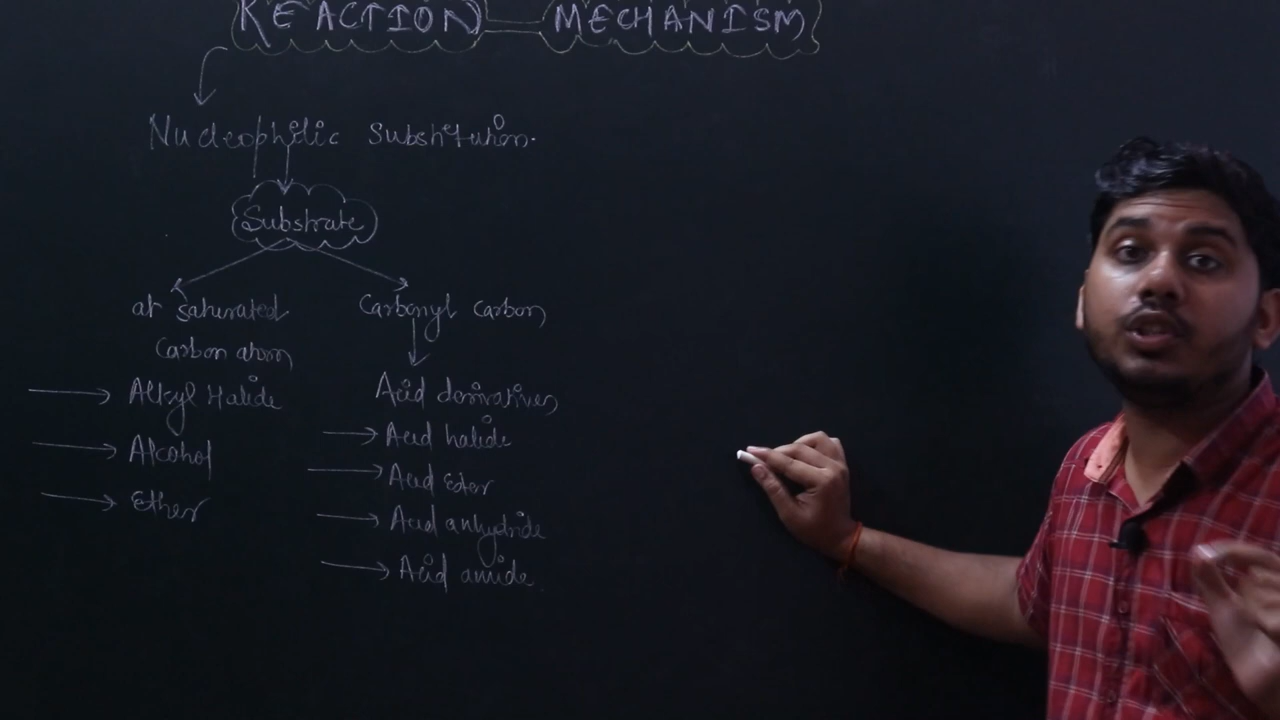 REACTION MECHANISM
Nucleophilic Substitution.
Substrate
at saturated
Carbon atom
Alkyl Halide
Alcohol
Ether
Carbonyl Carbon
Acid derivatives
Acid halide
Acid Ester
Acid anhydride
Acid amide